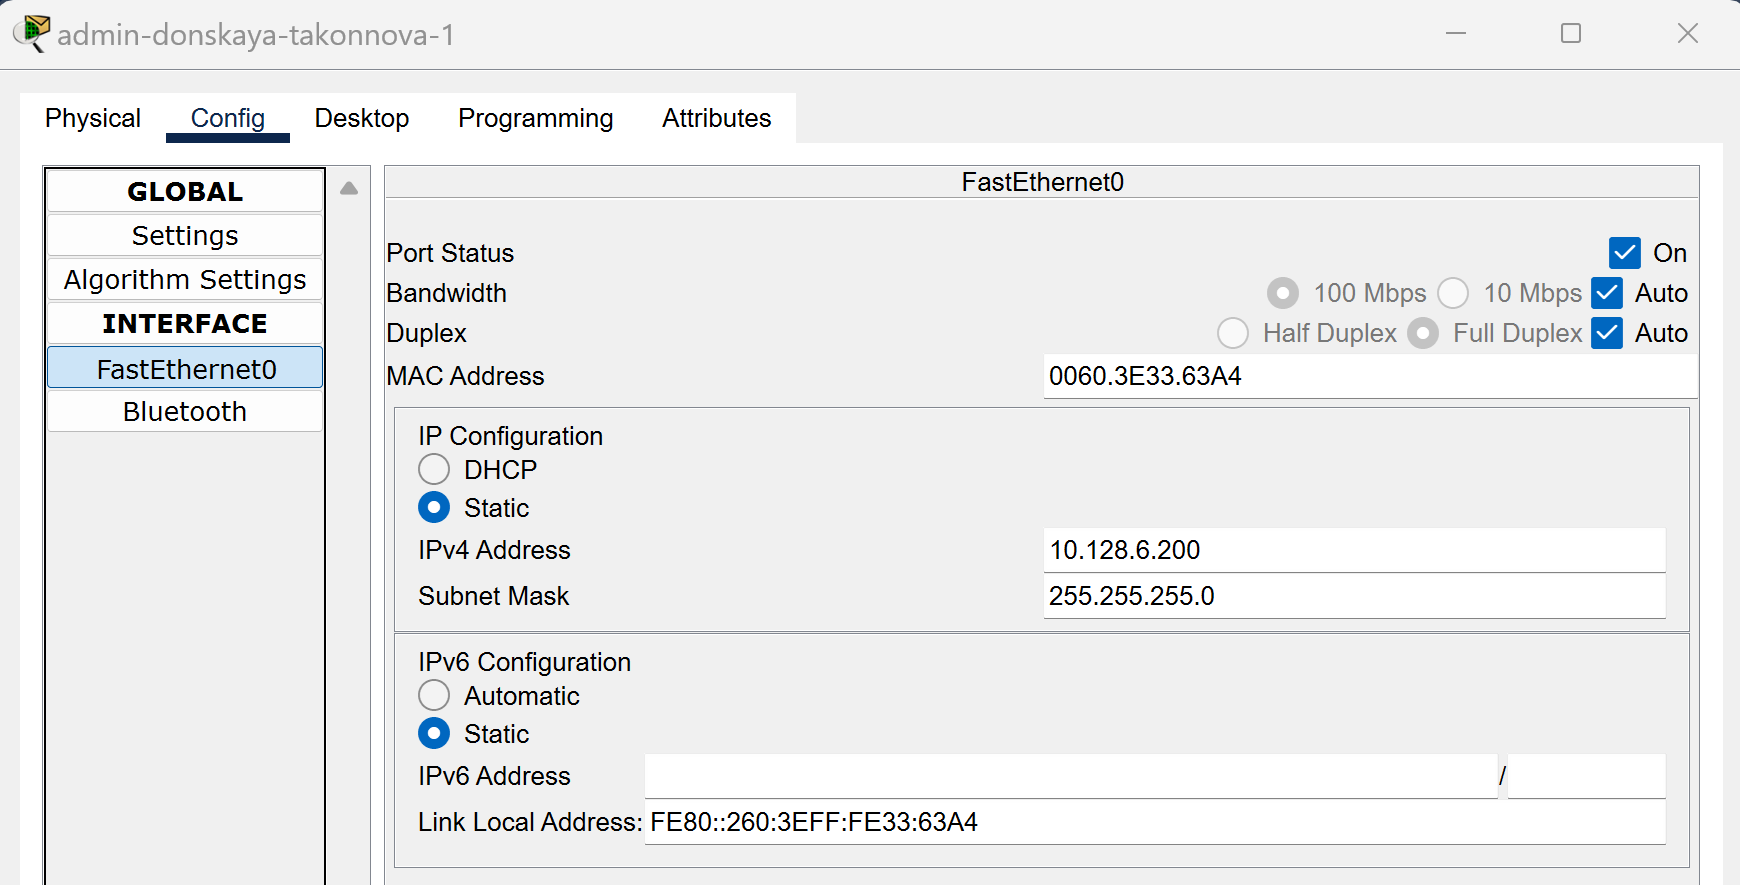 admin-donskaya-takonnova-1
Physical Config Desktop Programming Attributes
GLOBAL
Settings
Algorithm Settings
INTERFACE
FastEthernet0
Bluetooth
FastEthernet0
Port Status On
Bandwidth 100 Mbps 10 Mbps Auto
Duplex Half Duplex Full Duplex Auto
MAC Address 0060.3E33.63A4
IP Configuration
DHCP
Static
IPv4 Address 10.128.6.200
Subnet Mask 255.255.255.0
IPv6 Configuration
Automatic
Static
IPv6 Address /
Link Local Address: FE80::260:3EFF:FE33:63A4